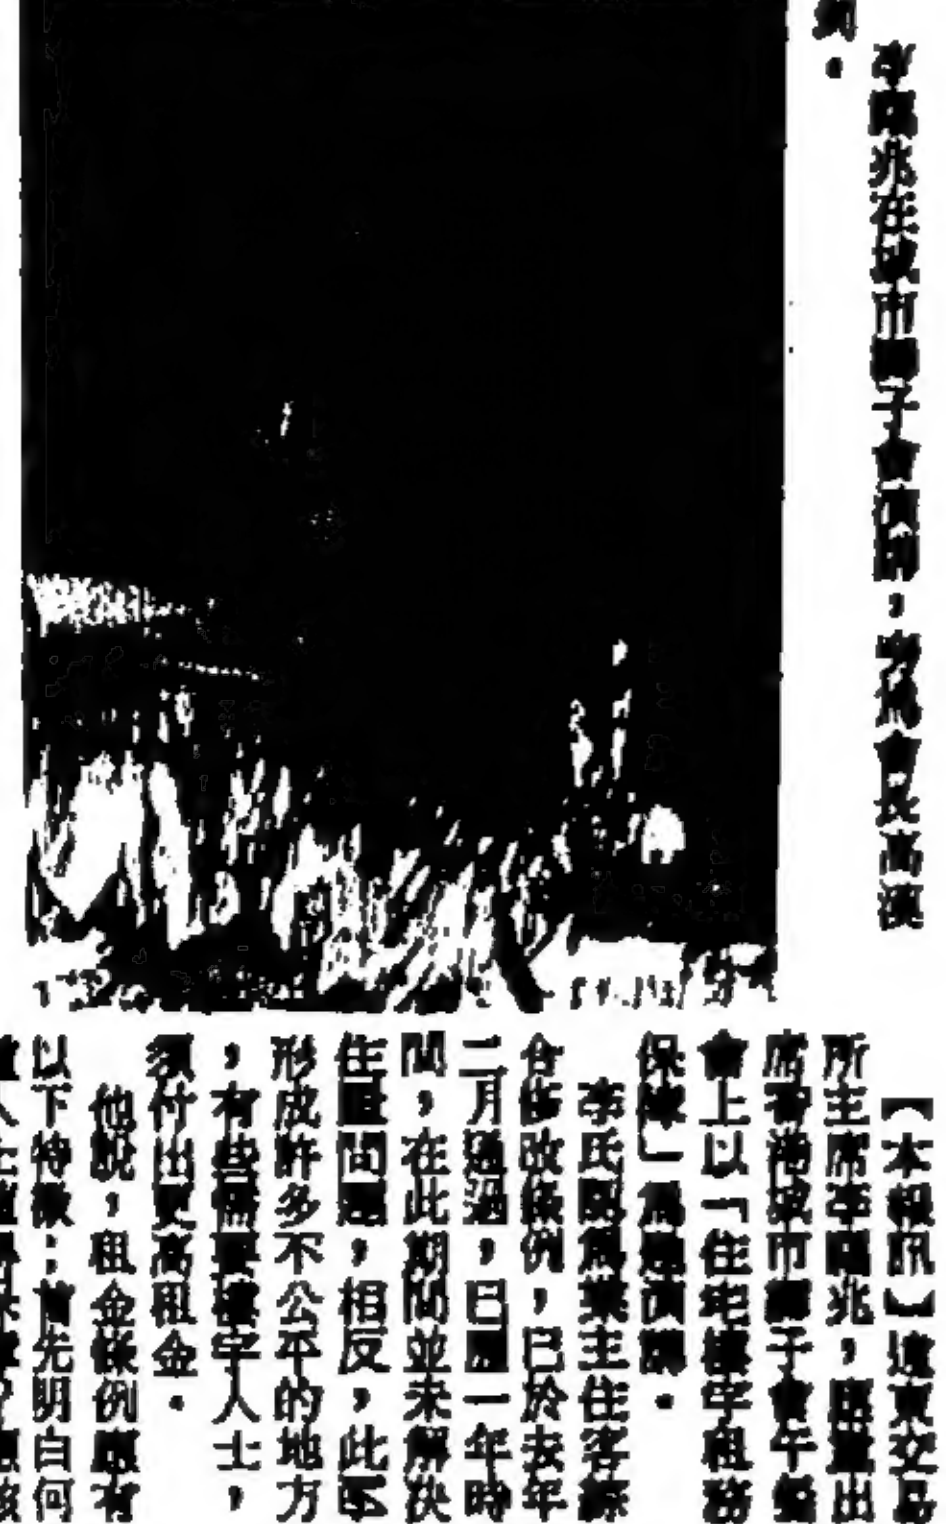 李福兆在城市獅子會演講,旁爲會長高漢
釗。
【本報訊】遠東交易
所主席李福兆,
出席香港城市獅子會午餐
會上以「住宅樓宇租務
保障」爲題演講。
李氏認爲業主住客綜
合修改條例,已於去年
二月通過,已歷一年時
間,在此期間並未解決
住屋問題,相反,此
形成許多不公平的地方
,有些需要樓宇人士,
須付出更高租金。
他說,租金條例應有
以下特徵:首先明白何